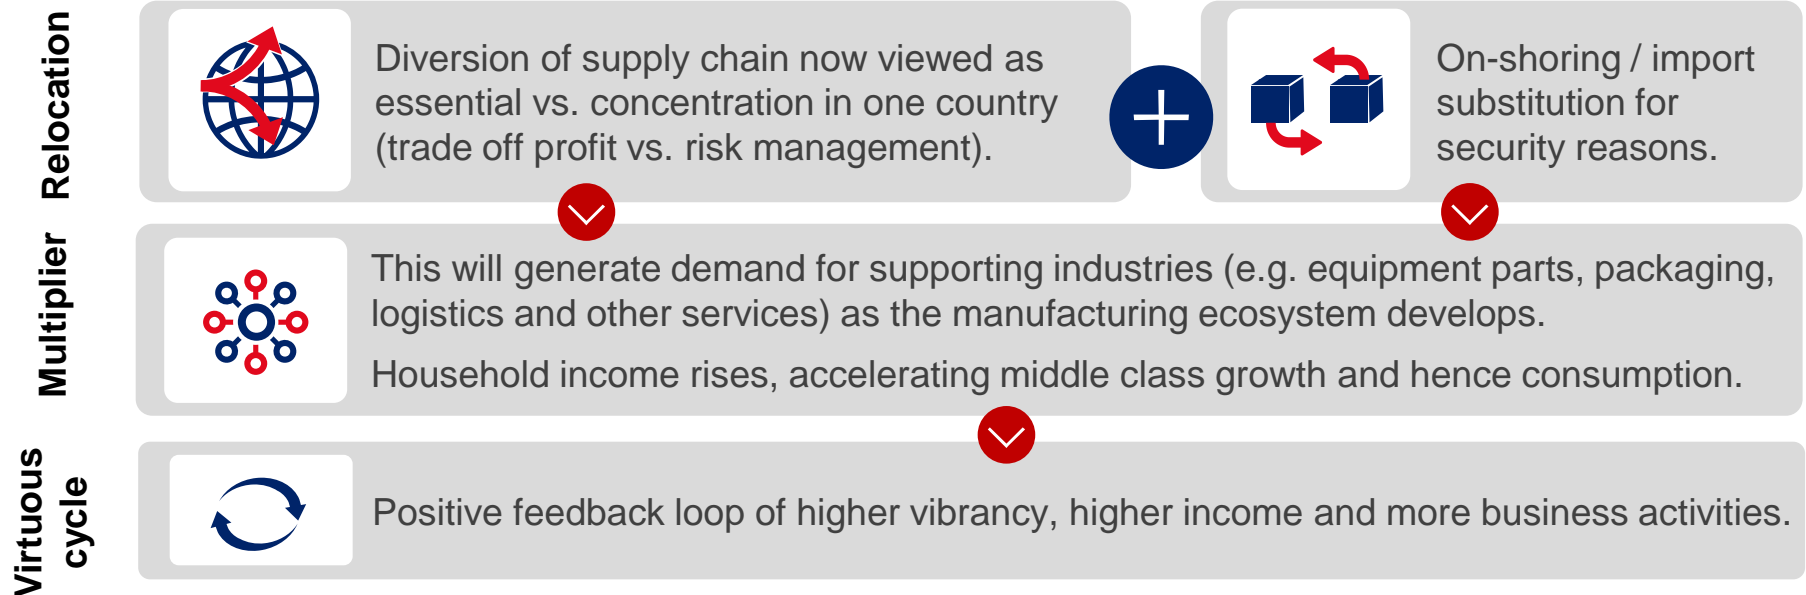 Relocation
Diversion of supply chain now viewed as
essential vs. concentration in one country
(trade off profit vs. risk management).
On-shoring / import
substitution for
security reasons.
Multiplier
This will generate demand for supporting industries (e.g. equipment parts, packaging,
logistics and other services) as the manufacturing ecosystem develops.
Household income rises, accelerating middle class growth and hence consumption.
Virtuous
cycle
Positive feedback loop of higher vibrancy, higher income and more business activities.